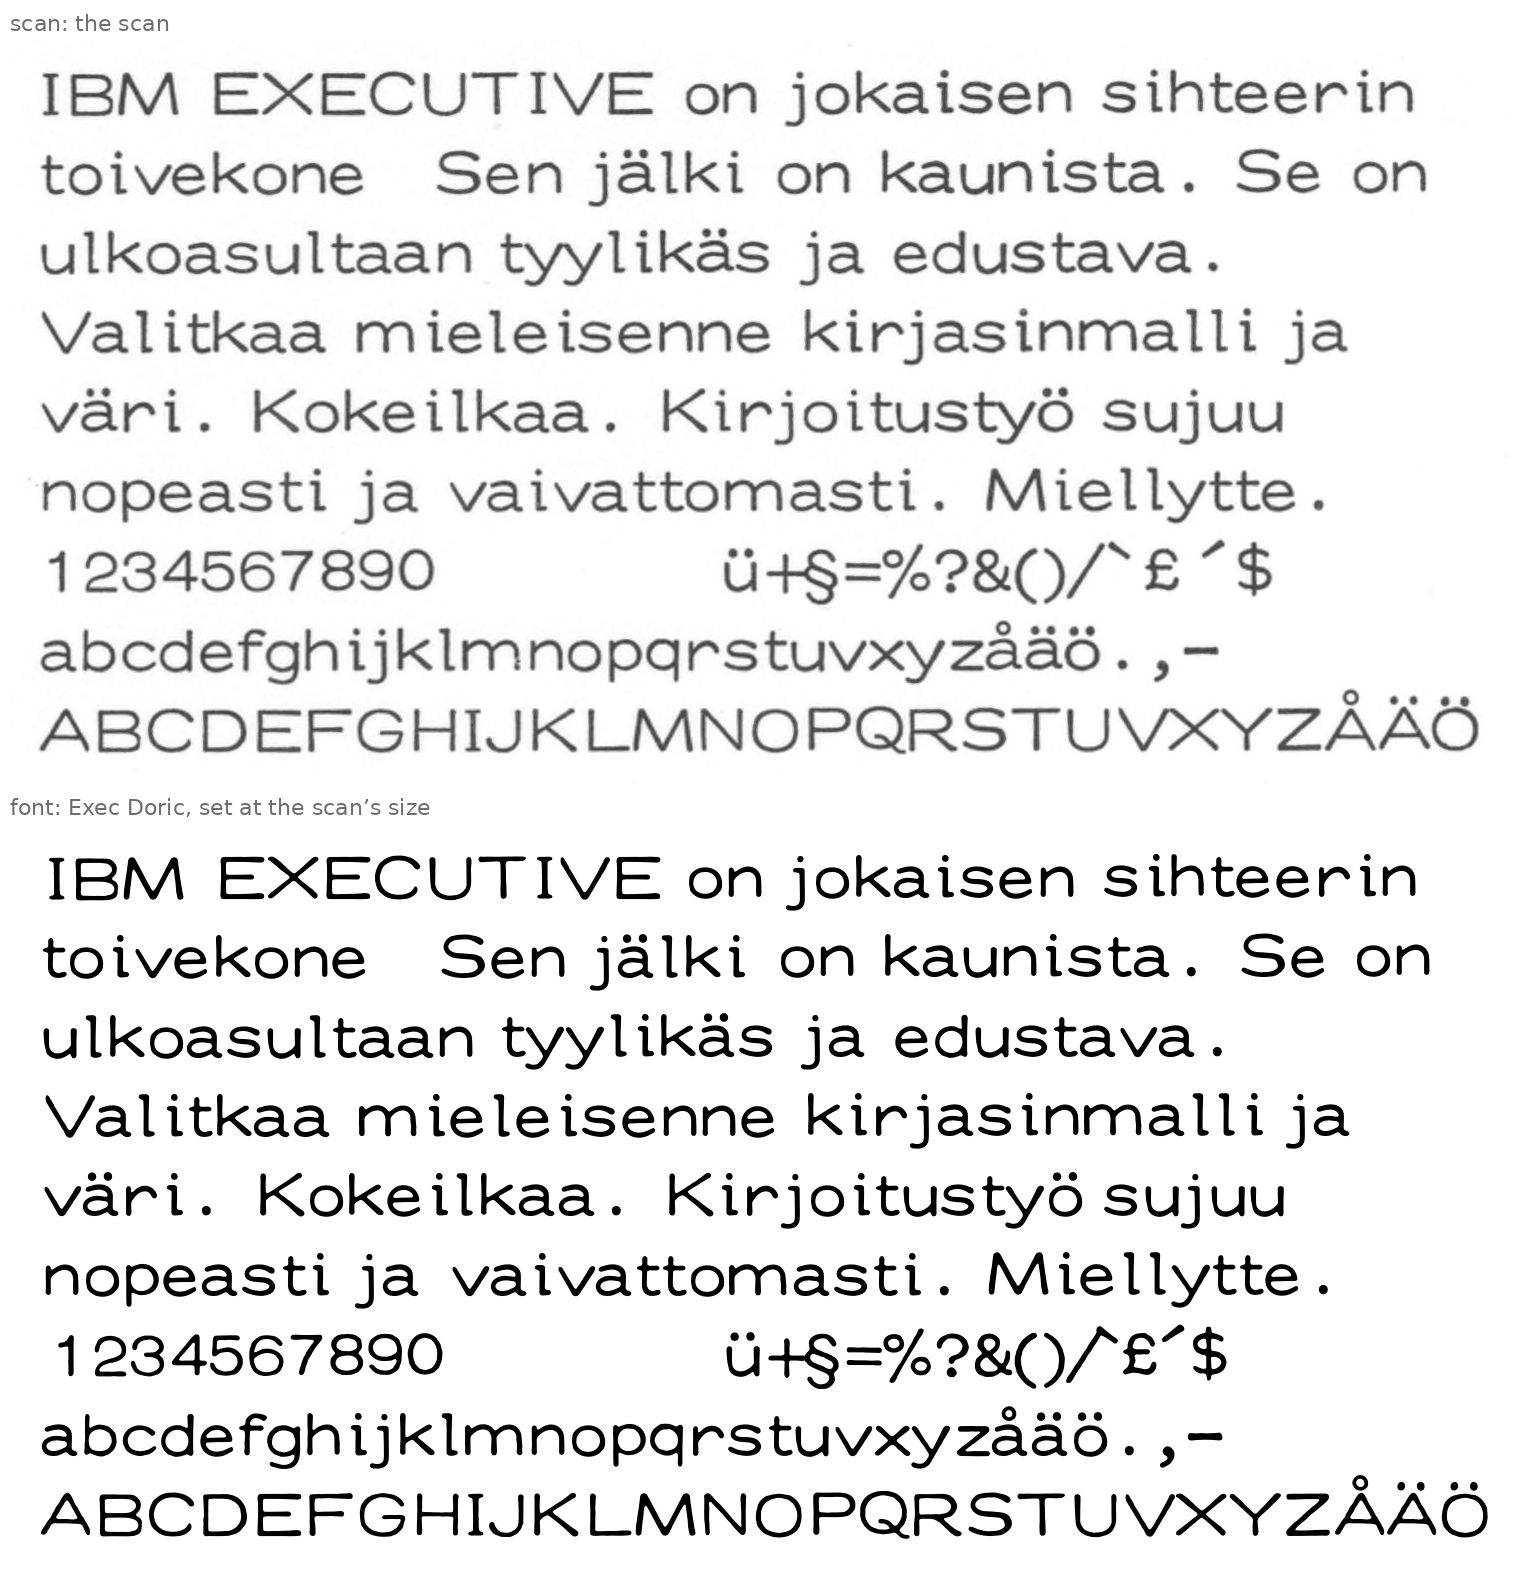 scan: the scan
IBM EXECUTIVE on jokaisen sihteerin
toivekone  Sen jälki on kaunista. Se on
ulkoasultaan tyylikäs ja edustava.
Valitkaa mieleisenne kirjasinmalli ja
väri. Kokeilkaa. Kirjoitustyö sujuu
nopeasti ja vaivattomasti. Miellytte.
1234567890 ü+§=%?&()/`£´$
abcdefghijklmnopqrstuvxyzåäö.,-
ABCDEFGHIJKLMNOPQRSTUVXYZÅÄÖ
font: Exec Doric, set at the scan’s size
IBM EXECUTIVE on jokaisen sihteerin
toivekone  Sen jälki on kaunista. Se on
ulkoasultaan tyylikäs ja edustava.
Valitkaa mieleisenne kirjasinmalli ja
väri. Kokeilkaa. Kirjoitustyö sujuu
nopeasti ja vaivattomasti. Miellytte.
1234567890 ü+§=%?&()/`£´$
abcdefghijklmnopqrstuvxyzåäö.,-
ABCDEFGHIJKLMNOPQRSTUVXYZÅÄÖ